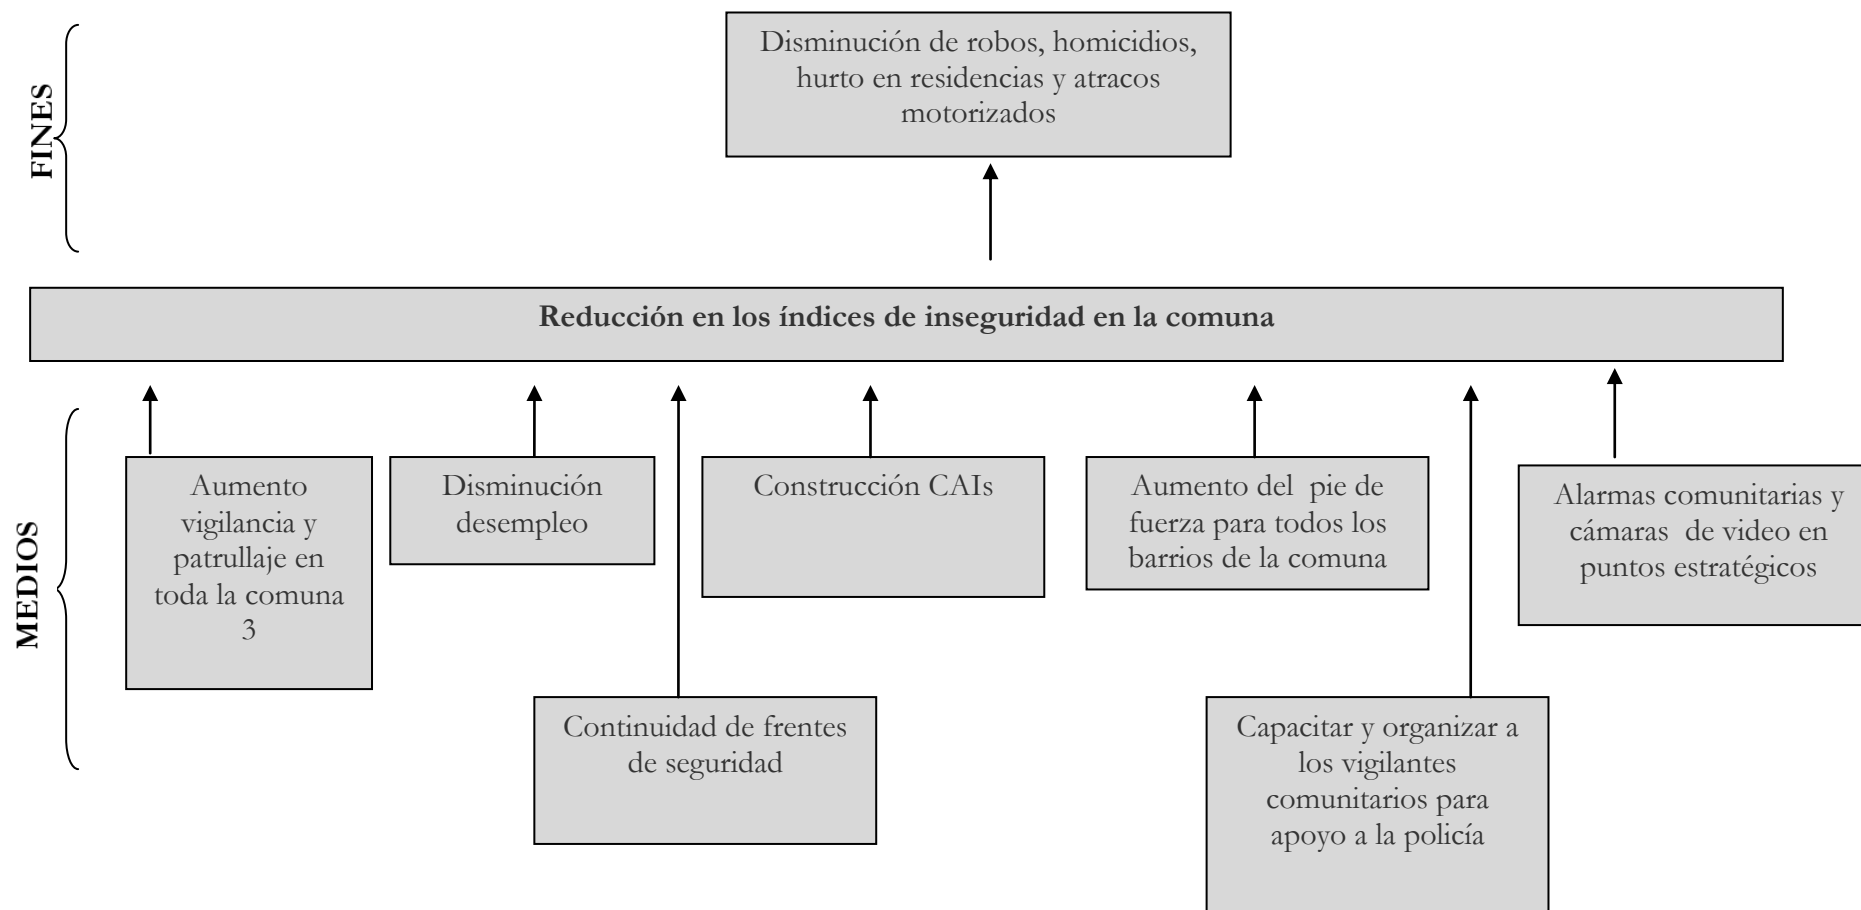 FINES
Disminución de robos, homicidios,
hurto en residencias y atracos
motorizados
Reducción en los índices de inseguridad en la comuna
MEDIOS
Aumento
vigilancia y
patrullaje en
toda la comuna
3
Disminución
desempleo
Construcción CAIs
Aumento del pie de
fuerza para todos los
barrios de la comuna
Alarmas comunitarias y
cámaras de video en
puntos estratégicos
Continuidad de frentes
de seguridad
Capacitar y organizar a
los vigilantes
comunitarios para
apoyo a la policía